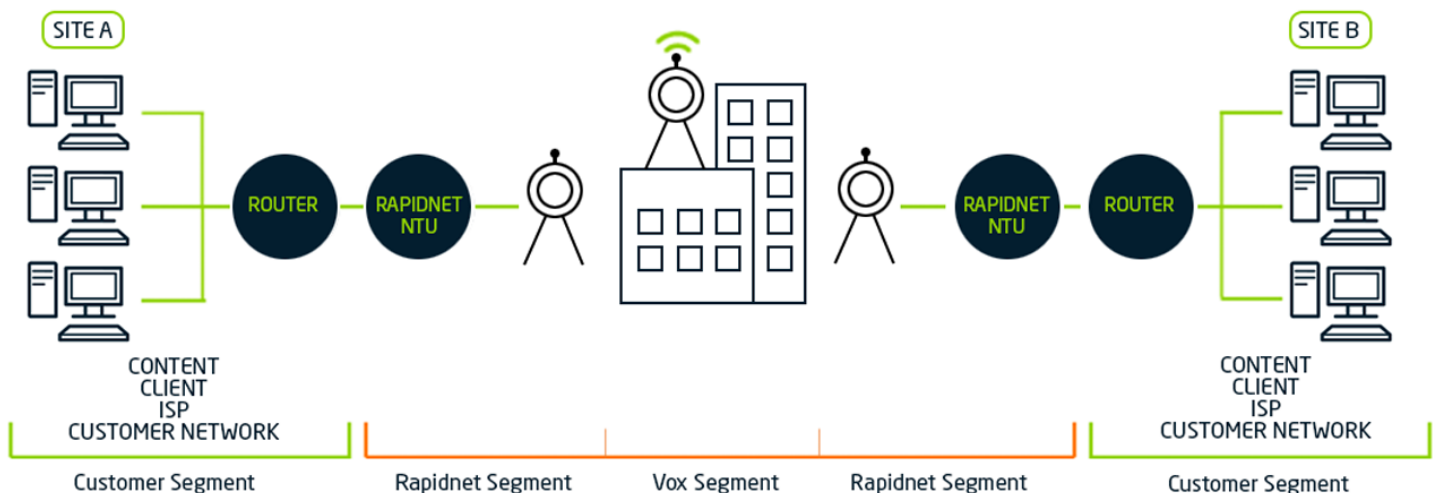 SITE A
SITE B
ROUTER
RAPIDNET
NTU
RAPIDNET
NTU
ROUTER
CONTENT
CLIENT
ISP
CUSTOMER NETWORK
CONTENT
CLIENT
ISP
CUSTOMER NETWORK
Customer Segment
Rapidnet Segment
Vox Segment
Rapidnet Segment
Customer Segment